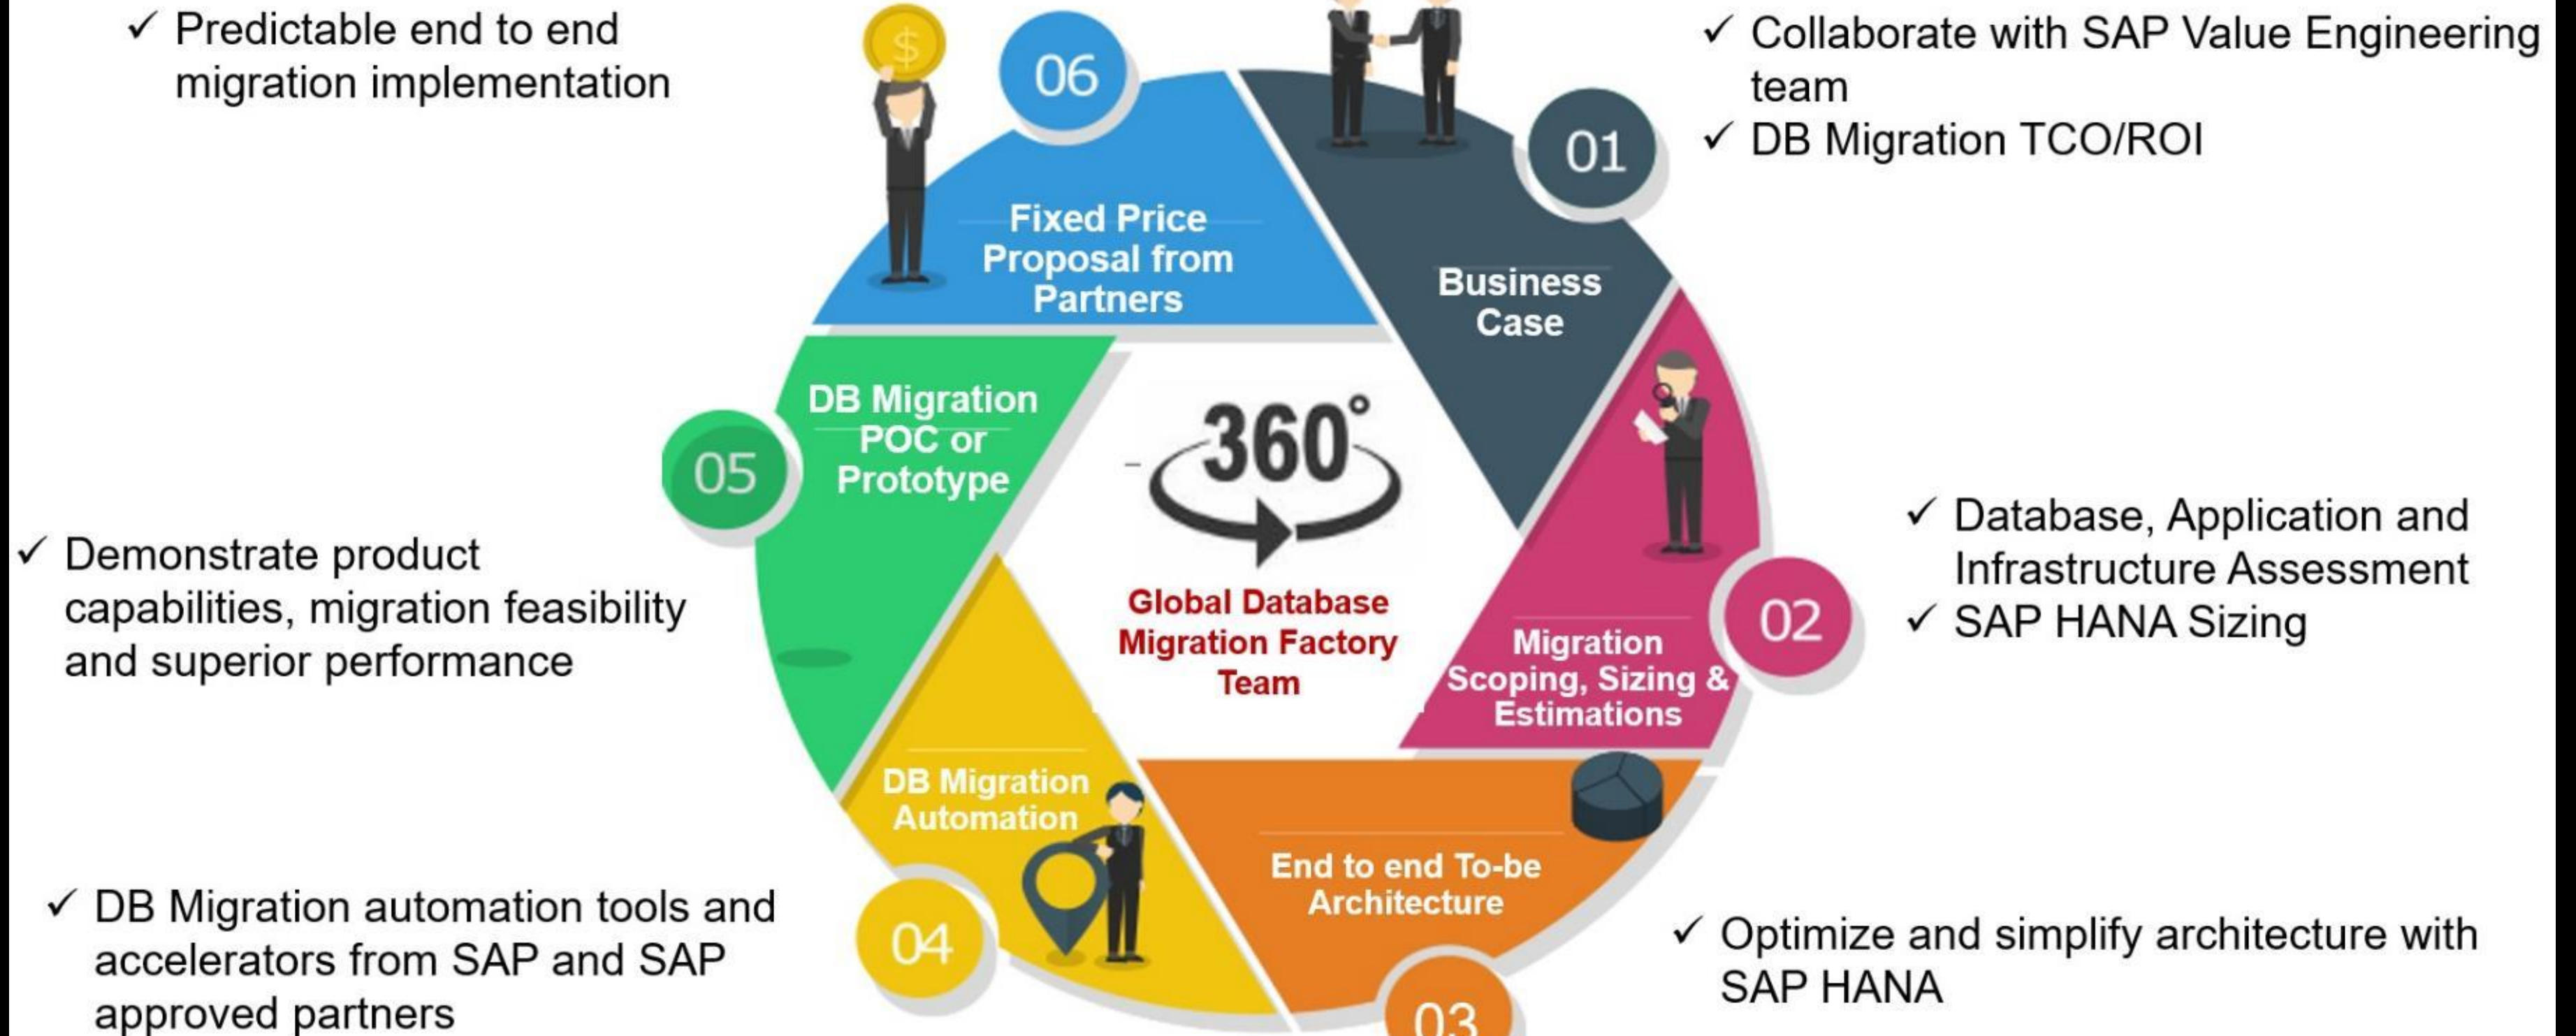 ✓ Predictable end to end
migration implementation
06
Fixed Price
Proposal from
Partners
✓ Collaborate with SAP Value Engineering
team
✓ DB Migration TCO/ROI
01
Business
Case
✓ Database, Application and
Infrastructure Assessment
✓ SAP HANA Sizing
02
Migration
Scoping, Sizing &
Estimations
✓ Optimize and simplify architecture with
SAP HANA
03
End to end To-be
Architecture
✓ DB Migration automation tools and
accelerators from SAP and SAP
approved partners
04
DB Migration
Automation
✓ Demonstrate product
capabilities, migration feasibility
and superior performance
05
DB Migration
POC or
Prototype
360°
Global Database
Migration Factory
Team
$